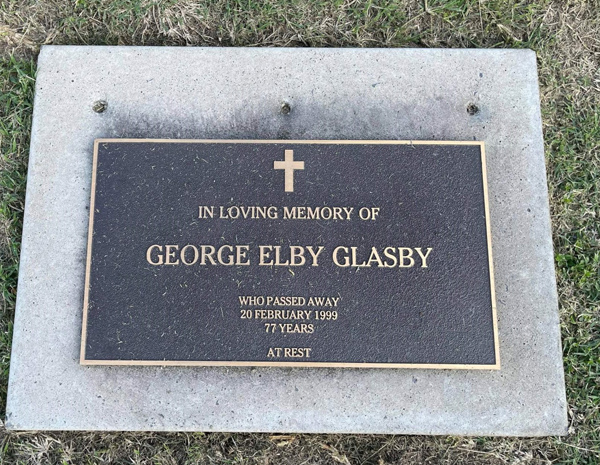 IN LOVING MEMORY OF
GEORGE ELBY GLASBY
WHO PASSED AWAY
20 FEBRUARY 1999
77 YEARS
AT REST